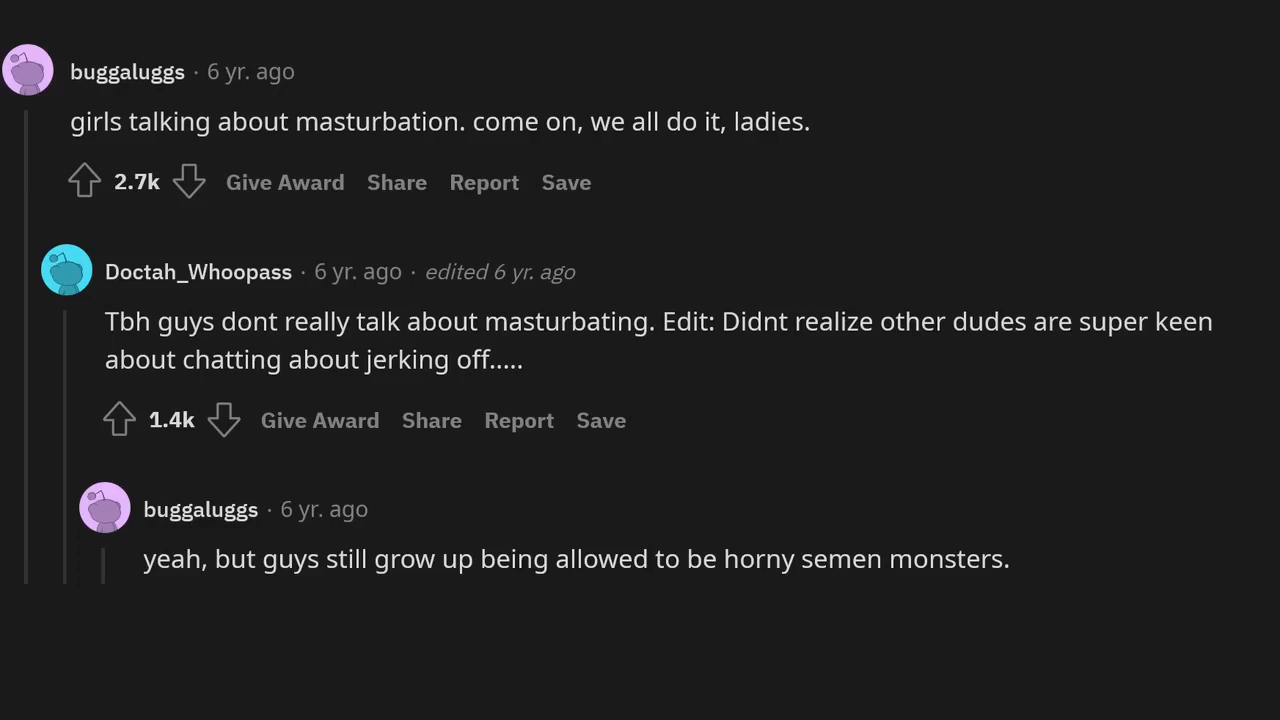 buggaluggs · 6 yr. ago
girls talking about masturbation. come on, we all do it, ladies.
2.7k Give Award Share Report Save
Doctah_Whoopass · 6 yr. ago · edited 6 yr. ago
Tbh guys dont really talk about masturbating. Edit: Didnt realize other dudes are super keen
about chatting about jerking off.....
1.4k Give Award Share Report Save
buggaluggs · 6 yr. ago
yeah, but guys still grow up being allowed to be horny semen monsters.